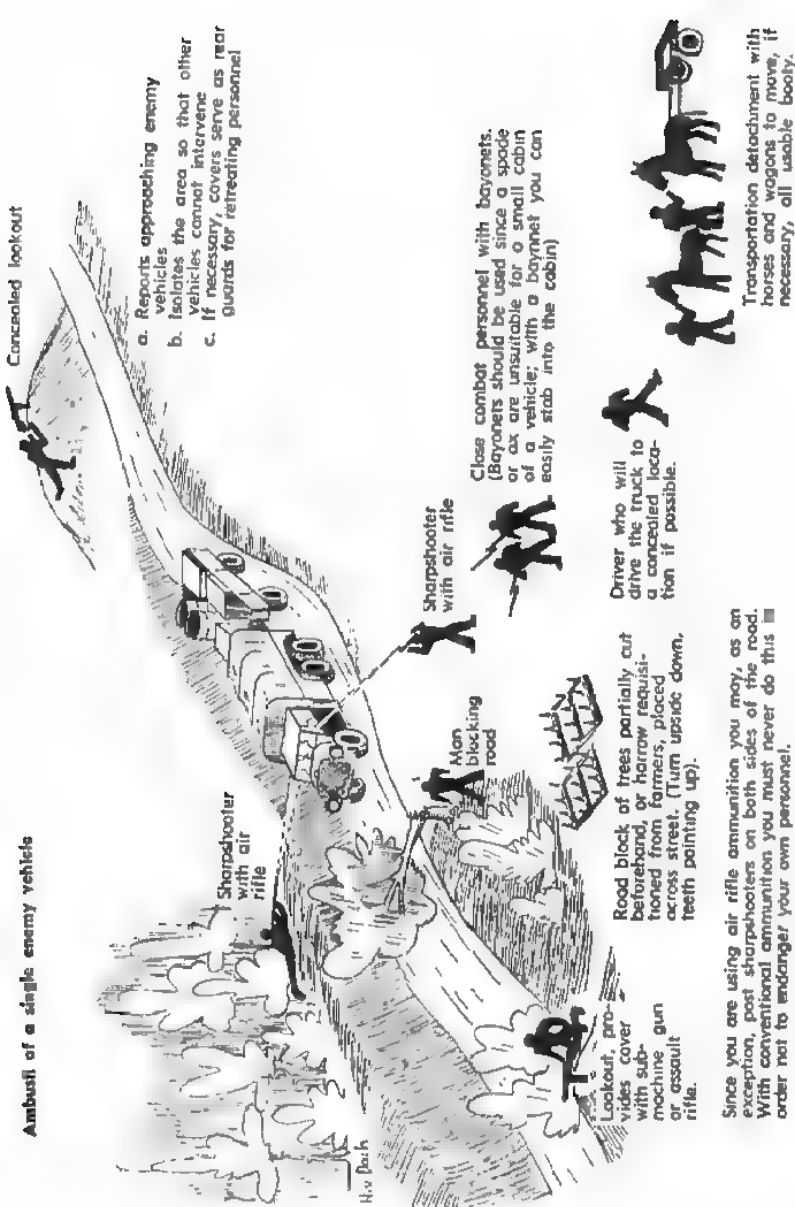 Ambush of a single enemy vehicle
Concealed lookout
a. Reports approaching enemy
vehicles
b. Isolates the area so that other
vehicles cannot intervene
c. If necessary, covers serve as rear
guards for retreating personnel
Sharpshooter
with air
rifle
H.v. Dach
Man
blocking
road
Sharpshooter
with air rifle
Close combat personnel with bayonets.
(Bayonets should be used since a spade
or ax are unsuitable for a small cabin
of a vehicle; with a baynnet you can
easily stab into the cabin)
Lookout, pro-
vides cover
with sub-
machine gun
or assault
rifle.
Road block of trees partially cut
beforehand, or harrow requisi-
tioned from farmers, placed
across street. (Turn upside down,
teeth pointing up).
Driver who will
drive the truck to
a concealed loca-
tion if possible.
Transportation detachment with
horses and wagons to move, if
necessary, all usable booty.
Since you are using air rifle ammunition you may, as an
exception, post sharpshooters on both sides of the road.
With conventional ammunition you must never do this in
order not to endanger your own personnel.